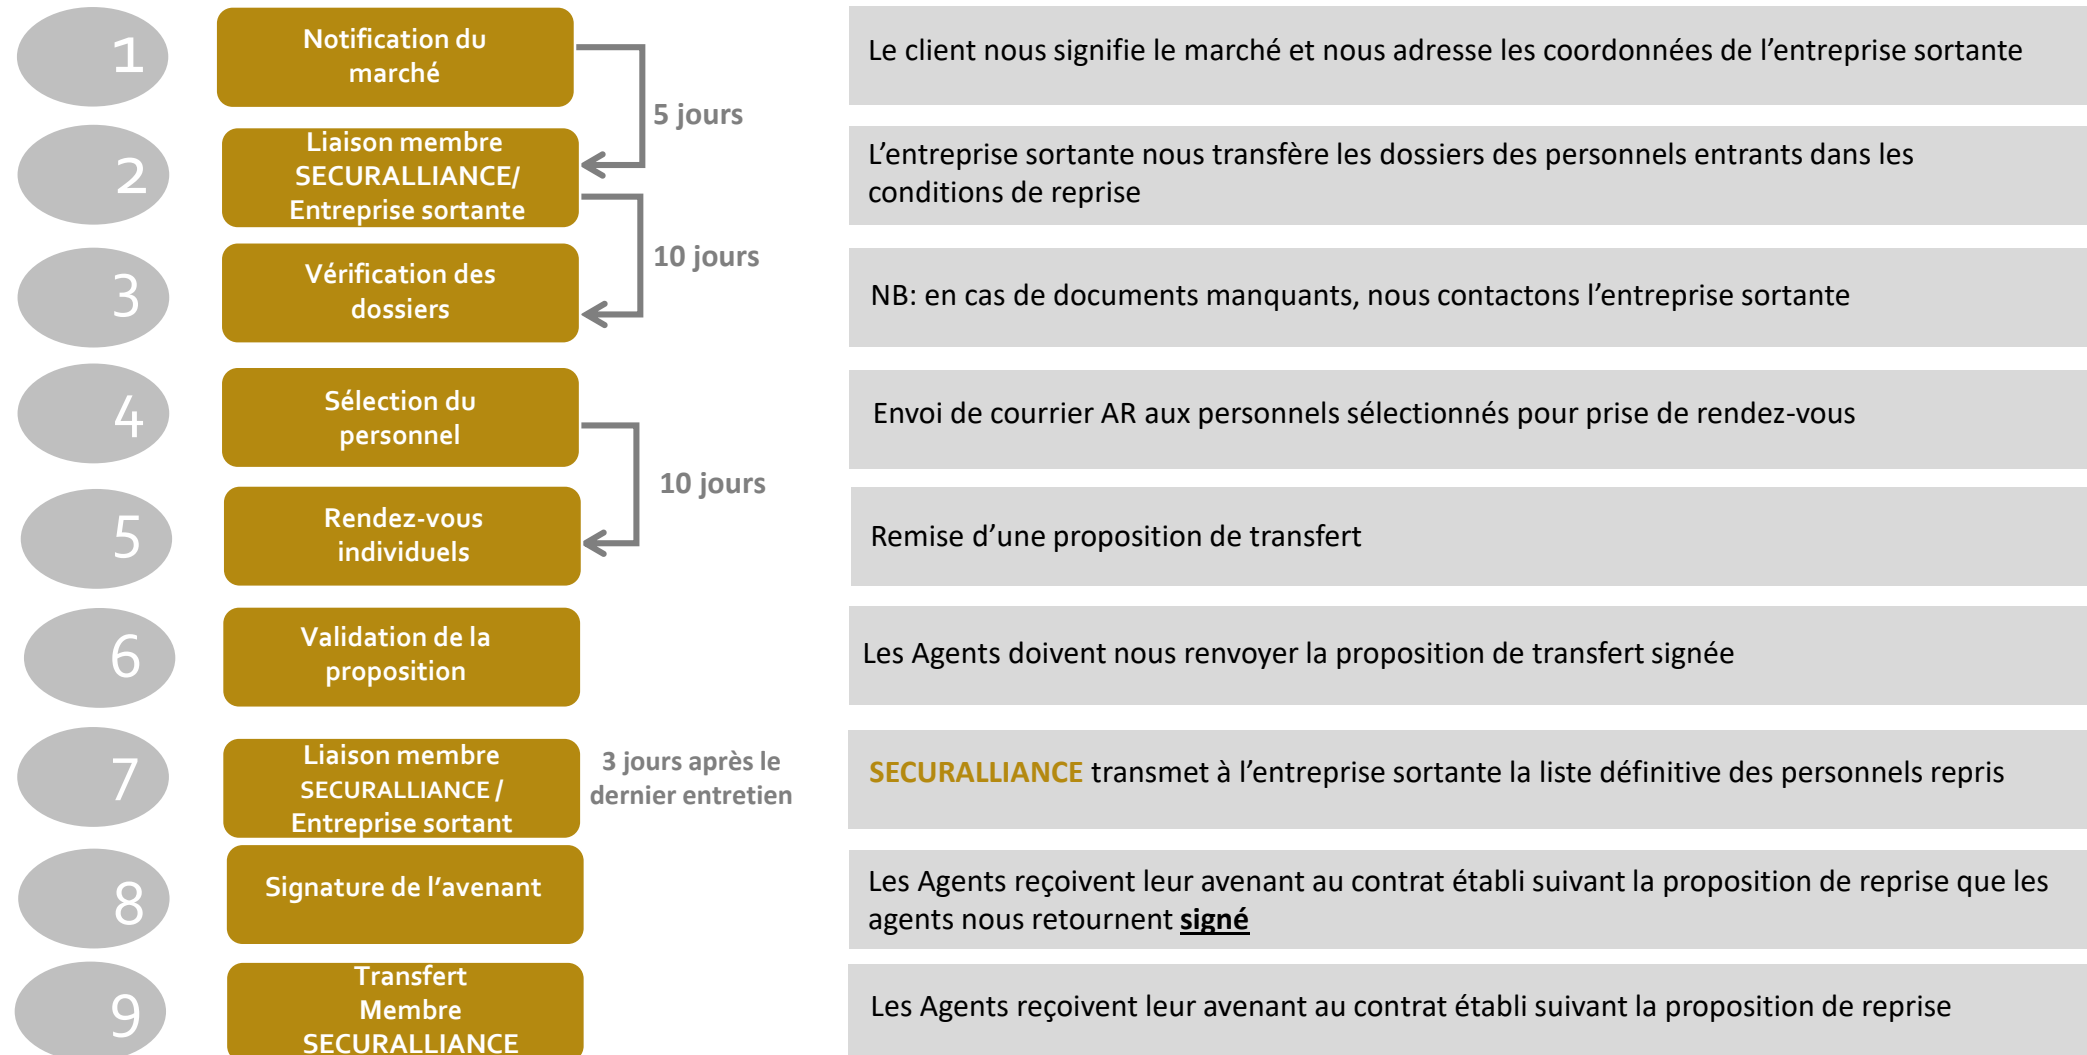 1
Notification du
marché
Le client nous signifie le marché et nous adresse les coordonnées de l’entreprise sortante
5 jours
2
Liaison membre
SECURALLIANCE/
Entreprise sortante
L’entreprise sortante nous transfère les dossiers des personnels entrants dans les
conditions de reprise
10 jours
3
Vérification des
dossiers
NB: en cas de documents manquants, nous contactons l’entreprise sortante
4
Sélection du
personnel
Envoi de courrier AR aux personnels sélectionnés pour prise de rendez-vous
10 jours
5
Rendez-vous
individuels
Remise d’une proposition de transfert
6
Validation de la
proposition
Les Agents doivent nous renvoyer la proposition de transfert signée
7
Liaison membre
SECURALLIANCE /
Entreprise sortant
3 jours après le
dernier entretien
SECURALLIANCE transmet à l’entreprise sortante la liste définitive des personnels repris
8
Signature de l’avenant
Les Agents reçoivent leur avenant au contrat établi suivant la proposition de reprise que les
agents nous retournent signé
9
Transfert
Membre
SECURALLIANCE
Les Agents reçoivent leur avenant au contrat établi suivant la proposition de reprise